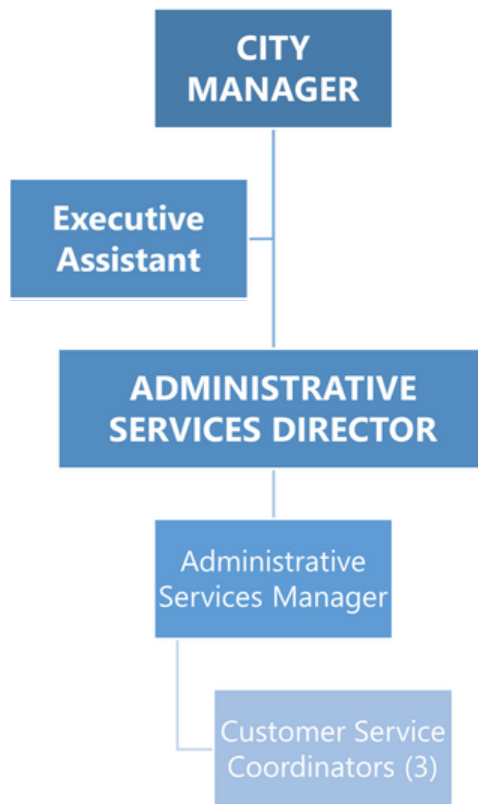 CITY
MANAGER
Executive
Assistant
ADMINISTRATIVE
SERVICES DIRECTOR
Administrative
Services Manager
Customer Service
Coordinators (3)